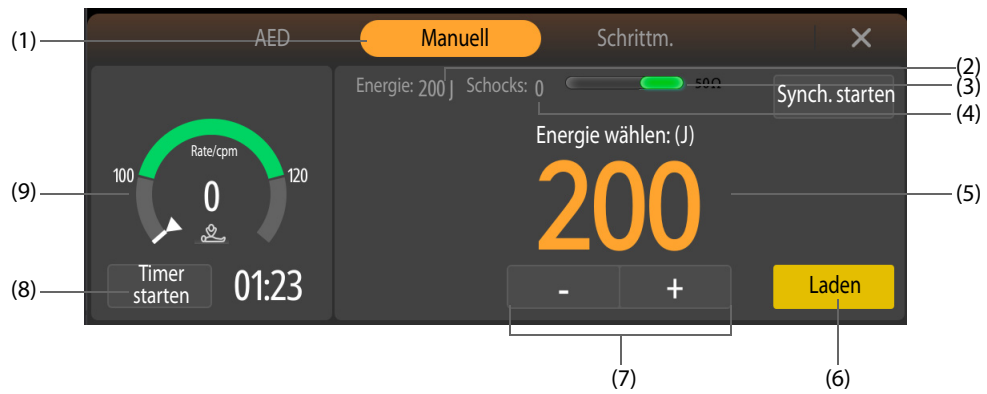 (1)
AED Manuell Schrittm. ✕
Energie: 200 J Schocks: 0 50Ω
(2)
(3)
(4)
Synch. starten
Energie wählen: (J)
Rate/cpm
100 120
0
(9)
200
(5)
Timer
starten
01:23
(8)
- +
Laden
(7)
(6)